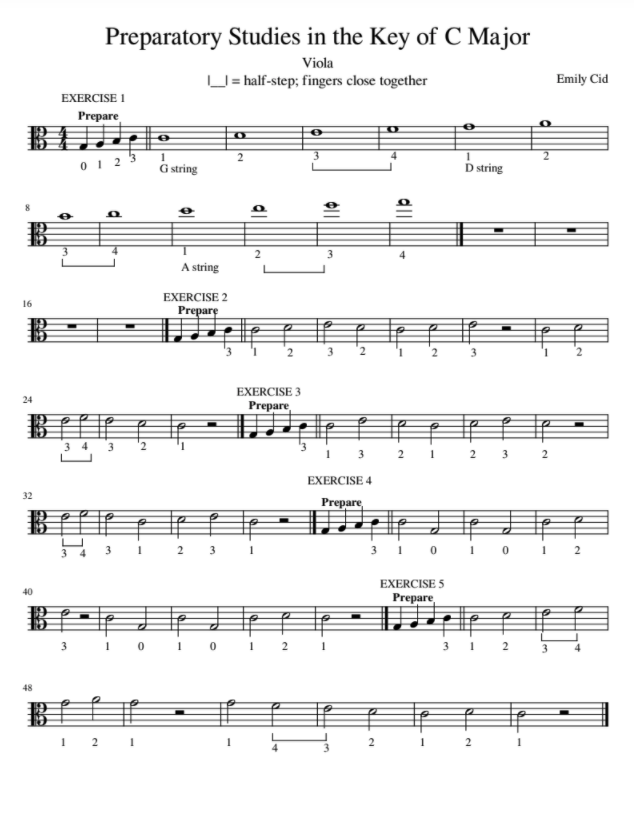 Preparatory Studies in the Key of C Major
Viola
|__| = half-step; fingers close together
Emily Cid
EXERCISE 1
Prepare
0 1 2 3 1 2 3 4 1 2
G string D string
8
3 4 1 2 3 4
A string
16
EXERCISE 2
Prepare
3 1 2 3 2 1 2 3 1 2
24
EXERCISE 3
Prepare
3 4 3 2 1 3 1 3 2 1 2 3 2
32
EXERCISE 4
Prepare
3 4 3 1 2 3 1 3 1 0 1 0 1 2
40
EXERCISE 5
Prepare
3 1 0 1 0 1 2 1 3 1 2 3 4
48
1 2 1 1 4 3 2 1 2 1